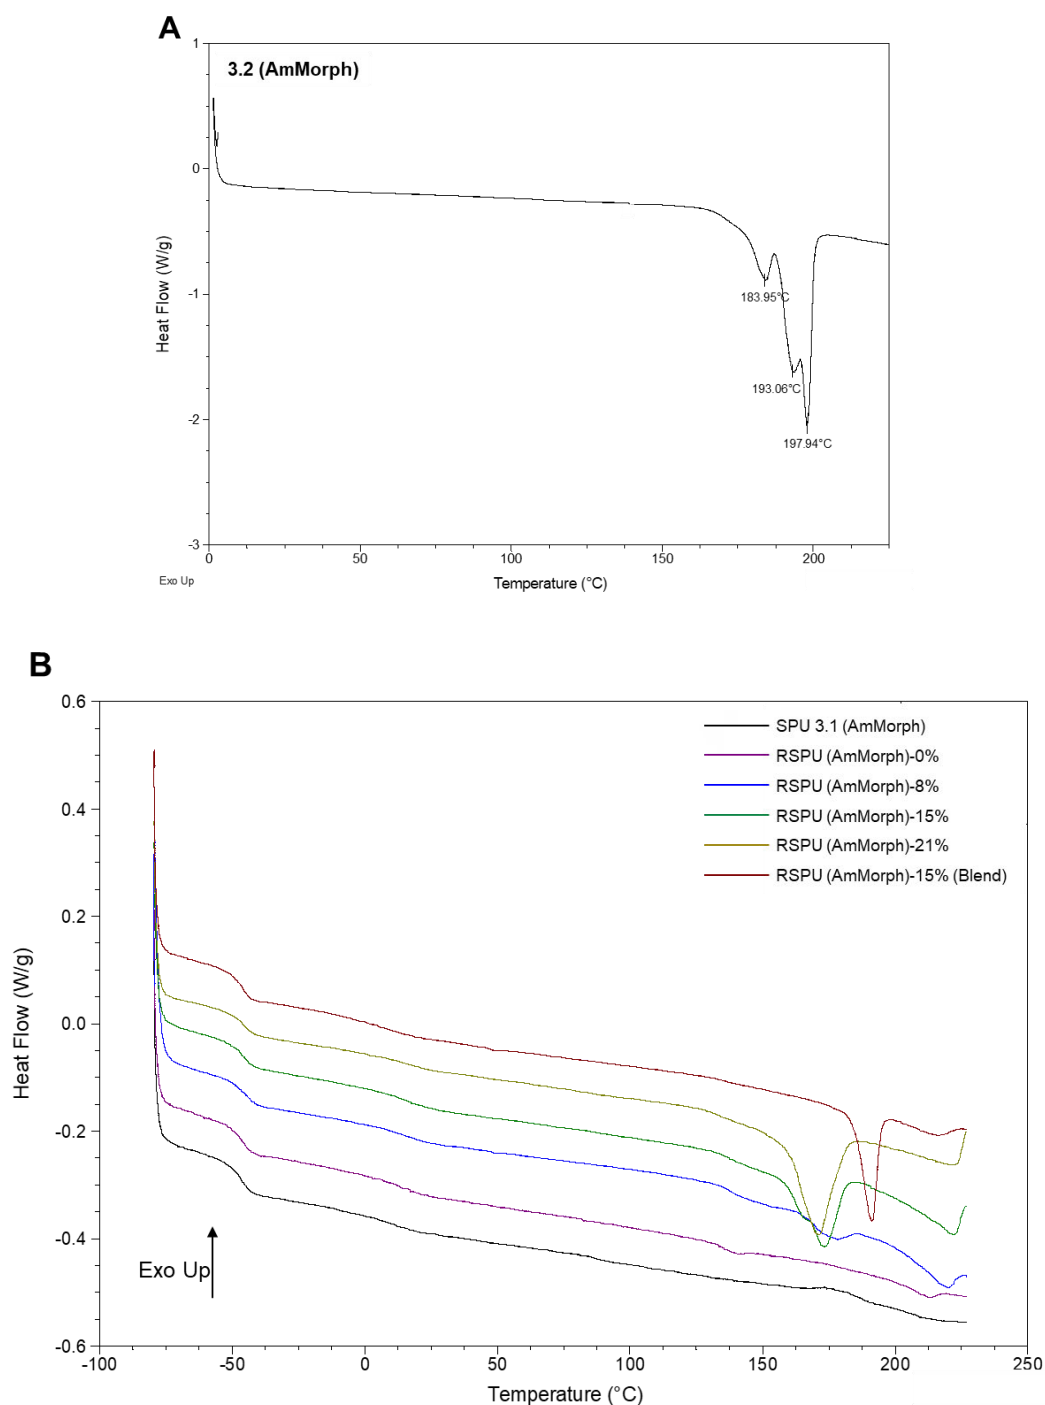 A
3.2 (AmMorph)
1
0
-1
-2
-3
Heat Flow (W/g)
183.95°C
193.06°C
197.94°C
0
50
100
150
200
Exo Up
Temperature (°C)
B
0.6
0.4
0.2
0.0
-0.2
-0.4
-0.6
Heat Flow (W/g)
SPU 3.1 (AmMorph)
RSPU (AmMorph)-0%
RSPU (AmMorph)-8%
RSPU (AmMorph)-15%
RSPU (AmMorph)-21%
RSPU (AmMorph)-15% (Blend)
Exo Up
-100
-50
0
50
100
150
200
250
Temperature (°C)